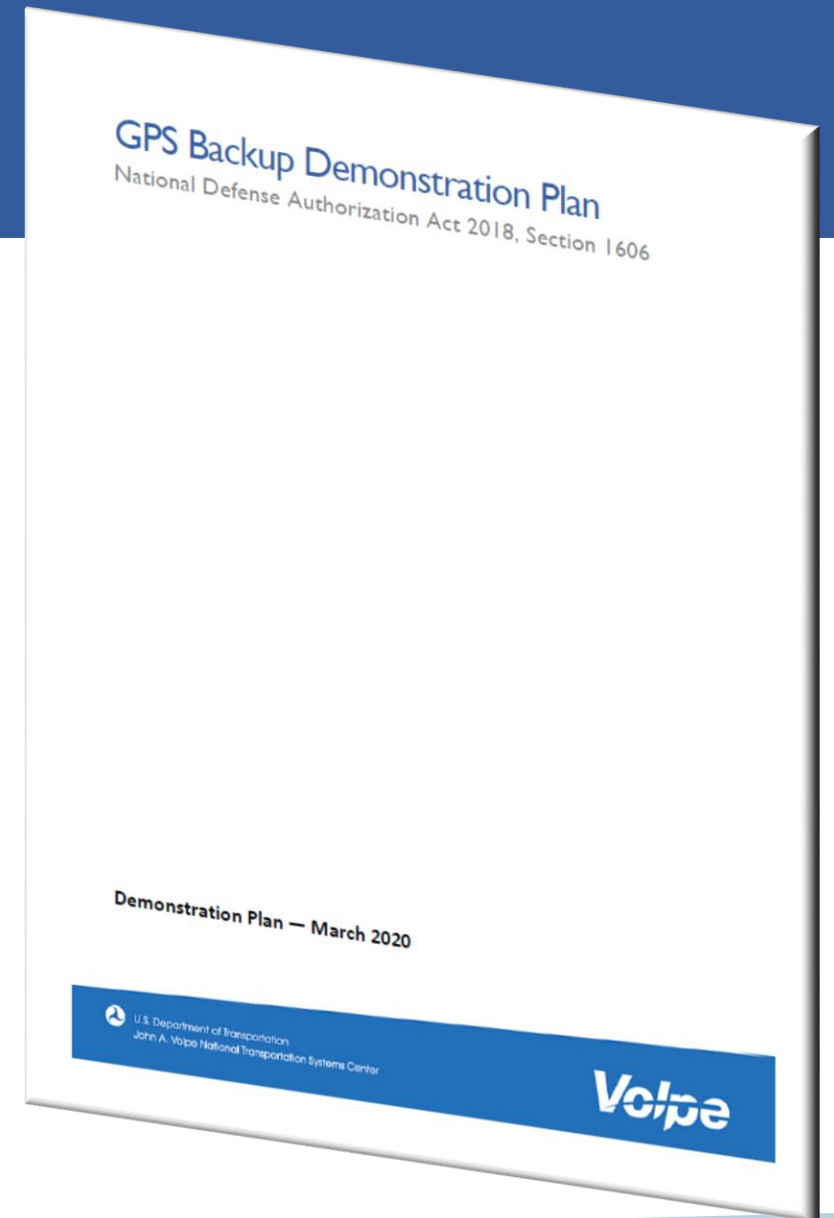 GPS Backup Demonstration Plan
National Defense Authorization Act 2018, Section 1606
Demonstration Plan — March 2020
U.S. Department of Transportation
John A. Volpe National Transportation Systems Center
Volpe